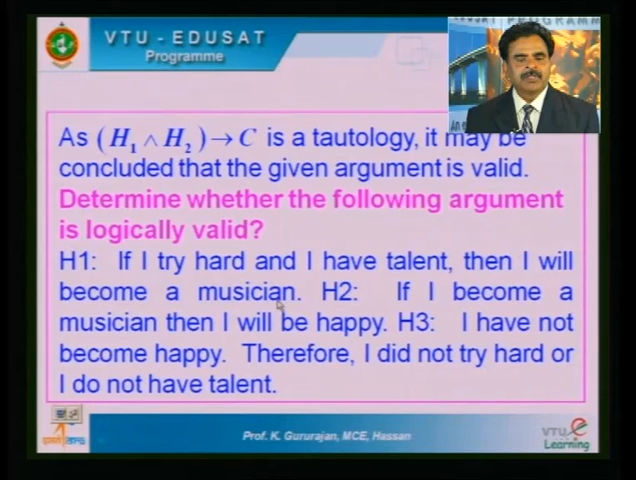 VTU - EDUSAT
Programme
As (H₁ ∧ H₂) → C is a tautology, it may be
concluded that the given argument is valid.
Determine whether the following argument
is logically valid?
H1: If I try hard and I have talent, then I will
become a musician. H2: If I become a
musician then I will be happy. H3: I have not
become happy. Therefore, I did not try hard or
I do not have talent.
Prof. K. Gururajan, MCE, Hassan
VTU e
Learning